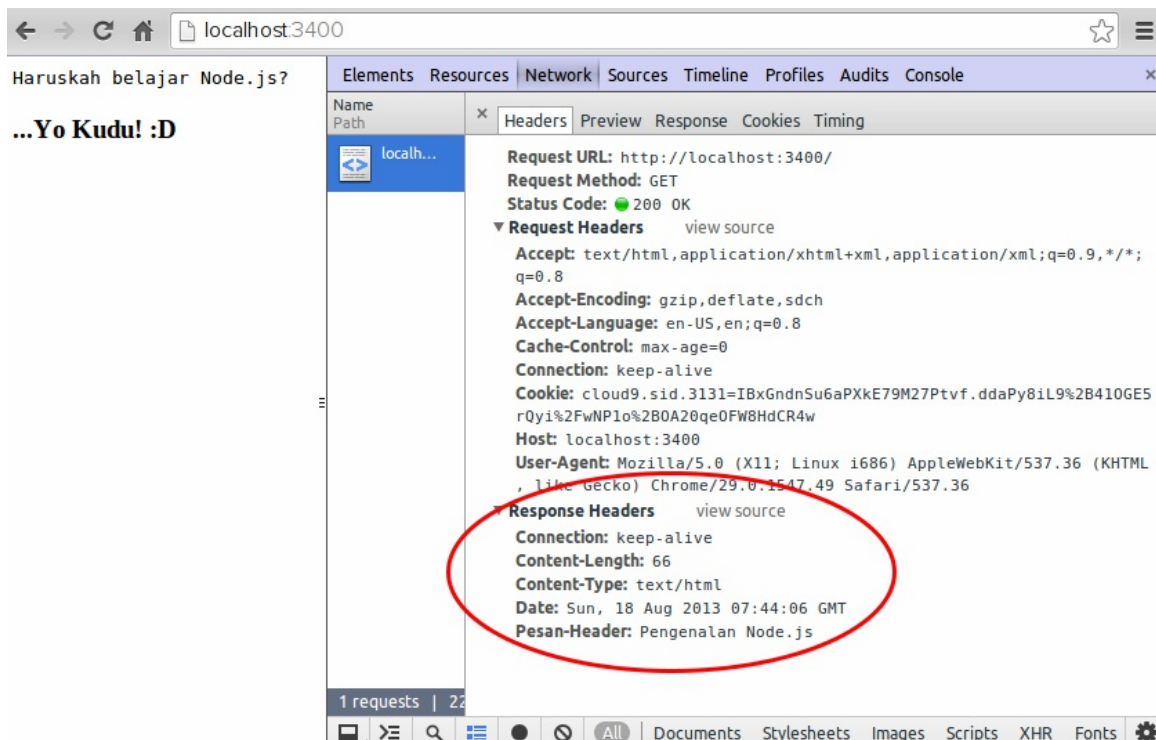 localhost:3400
Haruskah belajar Node.js?
...Yo Kudu! :D
Elements Resources Network Sources Timeline Profiles Audits Console ×
Name
Path
× Headers Preview Response Cookies Timing
localh...
Request URL: http://localhost:3400/
Request Method: GET
Status Code: 200 OK
Request Headers view source
Accept: text/html,application/xhtml+xml,application/xml;q=0.9,*/*;
q=0.8
Accept-Encoding: gzip,deflate,sdch
Accept-Language: en-US,en;q=0.8
Cache-Control: max-age=0
Connection: keep-alive
Cookie: cloud9.sid.3131=IBxGndnSu6aPXkE79M27Ptvf.ddaPy8iL9%2B41OGE5
rQyi%2FwNP1o%2BOA20qeOFW8HdCR4w
Host: localhost:3400
User-Agent: Mozilla/5.0 (X11; Linux i686) AppleWebKit/537.36 (KHTML
, like Gecko) Chrome/29.0.1547.49 Safari/537.36
Response Headers view source
Connection: keep-alive
Content-Length: 66
Content-Type: text/html
Date: Sun, 18 Aug 2013 07:44:06 GMT
Pesan-Header: Pengenalan Node.js
1 requests | 22
All Documents Stylesheets Images Scripts XHR Fonts